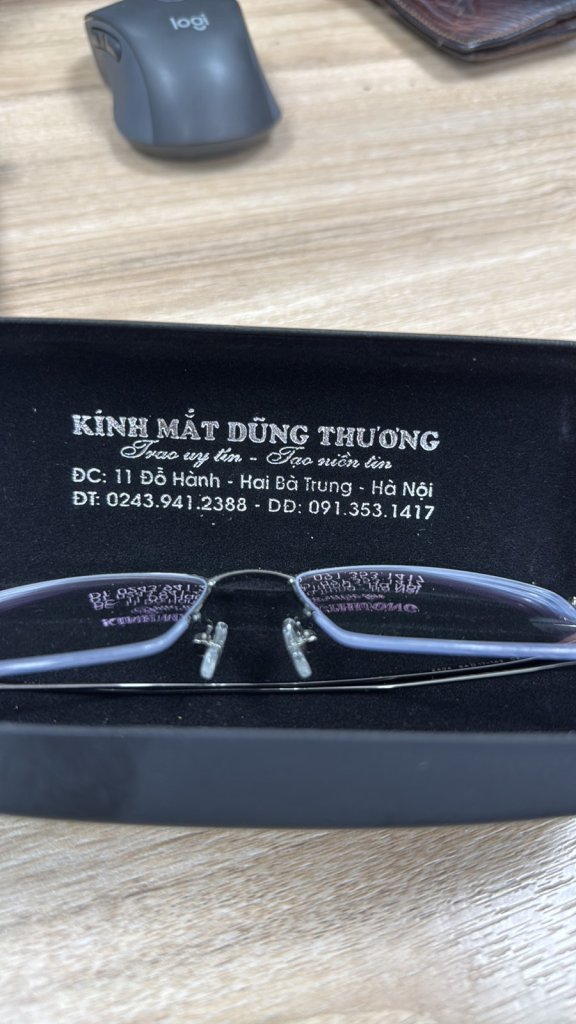 logi
KÍNH MẮT DŨNG THƯƠNG
Trao uy tín - Tạo niềm tin
ĐC: 11 Đỗ Hành - Hai Bà Trưng - Hà Nội
ĐT: 0243.941.2388 - DĐ: 091.353.1417